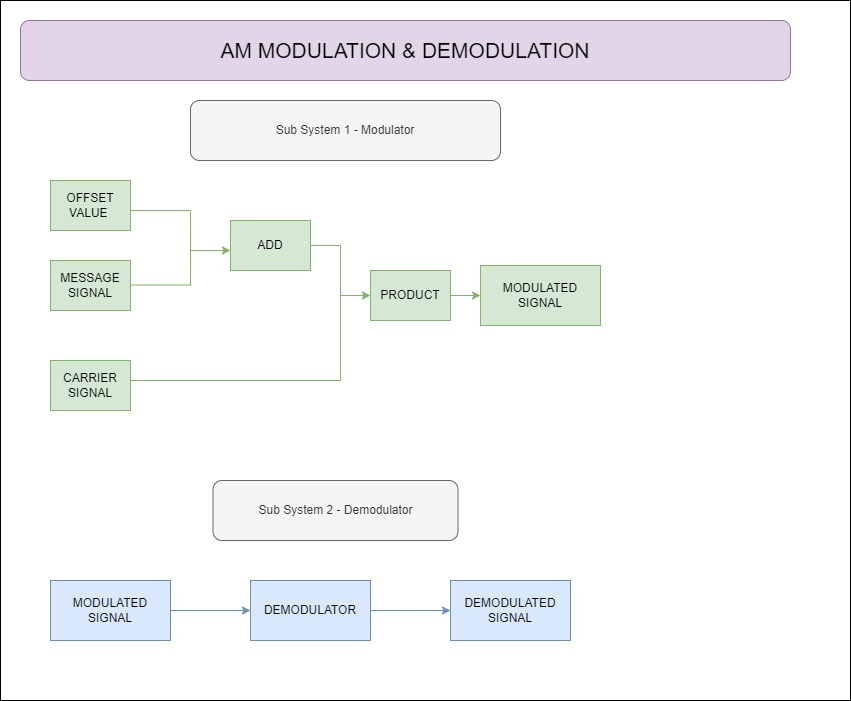 AM MODULATION & DEMODULATION
Sub System 1 - Modulator
OFFSET
VALUE
MESSAGE
SIGNAL
ADD
PRODUCT
MODULATED
SIGNAL
CARRIER
SIGNAL
Sub System 2 - Demodulator
MODULATED
SIGNAL
DEMODULATOR
DEMODULATED
SIGNAL